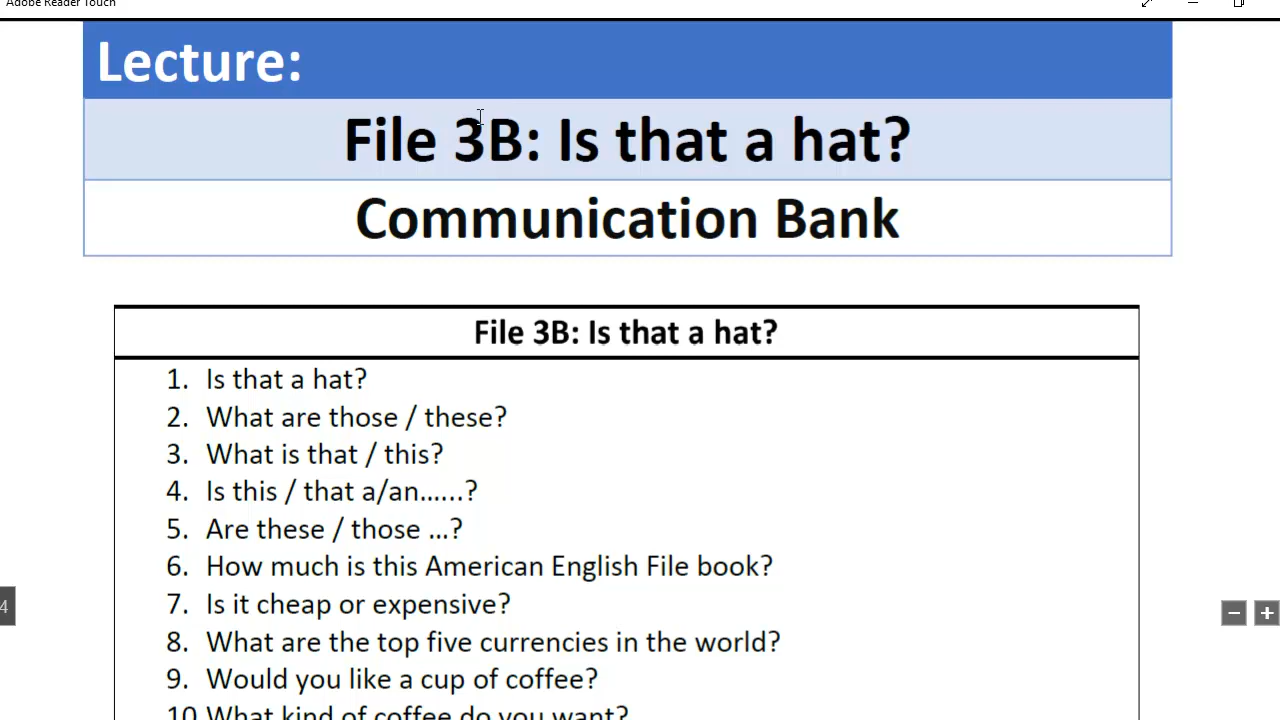 Adobe Reader Touch
Lecture:
File 3B: Is that a hat?
Communication Bank
File 3B: Is that a hat?
1. Is that a hat?
2. What are those / these?
3. What is that / this?
4. Is this / that a/an......?
5. Are these / those ...?
6. How much is this American English File book?
7. Is it cheap or expensive?
8. What are the top five currencies in the world?
9. Would you like a cup of coffee?
10 What kind of coffee do you want?
4